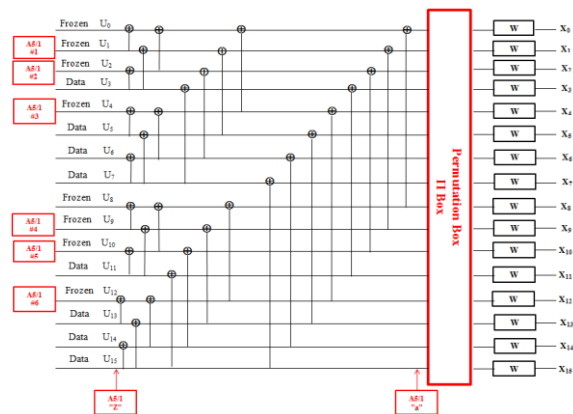 Frozen U0 W X0
A5/1 #1 Frozen U1 W X1
A5/1 #2 Frozen U2 W X7
Data U3 W X3
A5/1 #3 Frozen U4 W X4
Data U5 W X5
Data U6 W X6
Data U7 W X7
Frozen U8 W X8
A5/1 #4 Frozen U9 W X9
A5/1 #5 Frozen U10 W X10
Data U11 W X11
A5/1 #6 Frozen U12 W X12
Data U13 W X13
Data U14 W X14
Data U15 W X16
Permutation Box
Π Box
A5/1 "Z"
A5/1 "a"